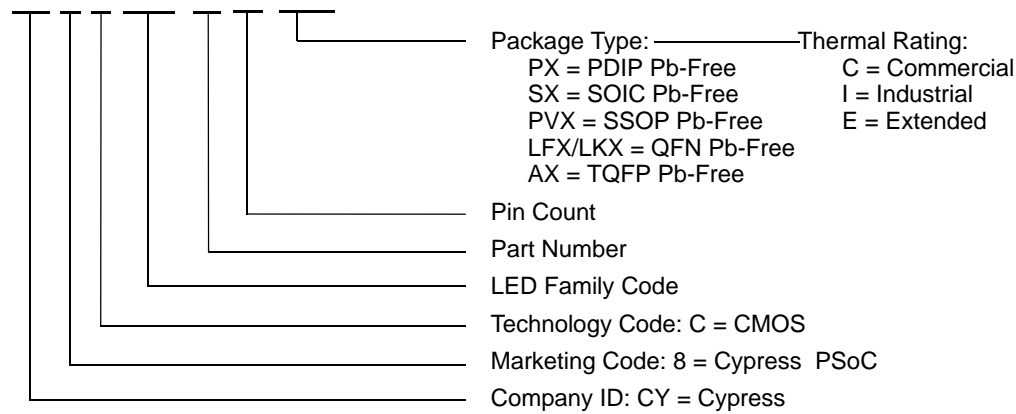 Package Type: Thermal Rating:
PX = PDIP Pb-Free C = Commercial
SX = SOIC Pb-Free I = Industrial
PVX = SSOP Pb-Free E = Extended
LFX/LKX = QFN Pb-Free
AX = TQFP Pb-Free
Pin Count
Part Number
LED Family Code
Technology Code: C = CMOS
Marketing Code: 8 = Cypress PSoC
Company ID: CY = Cypress